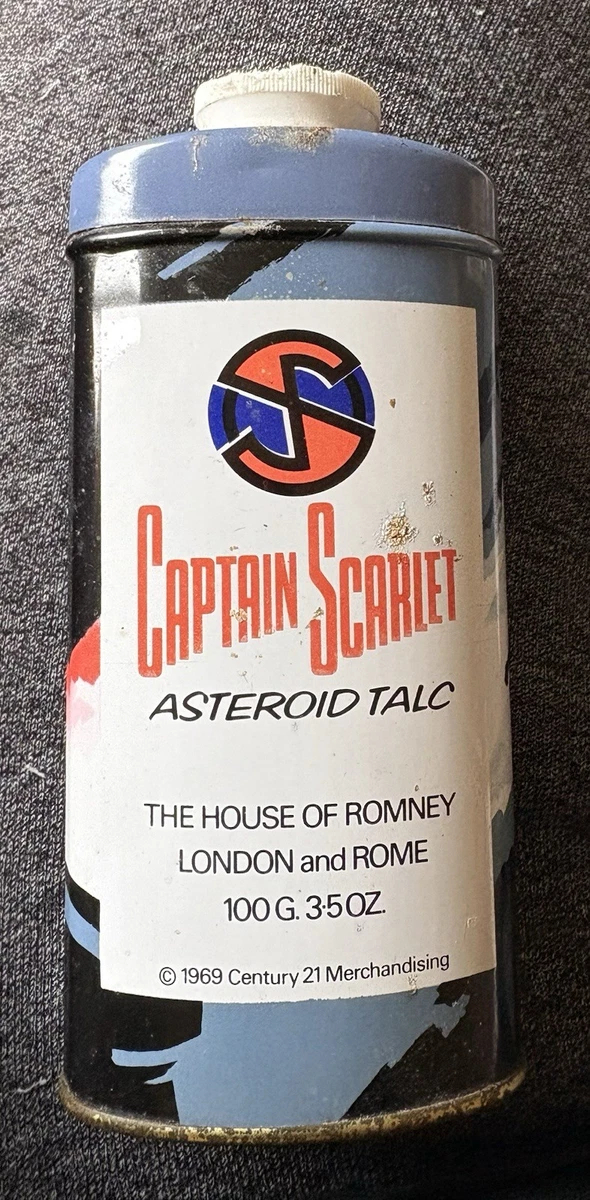 CAPTAIN SCARLET
ASTEROID TALC
THE HOUSE OF ROMNEY
LONDON and ROME
100 G. 3·5 OZ.
© 1969 Century 21 Merchandising